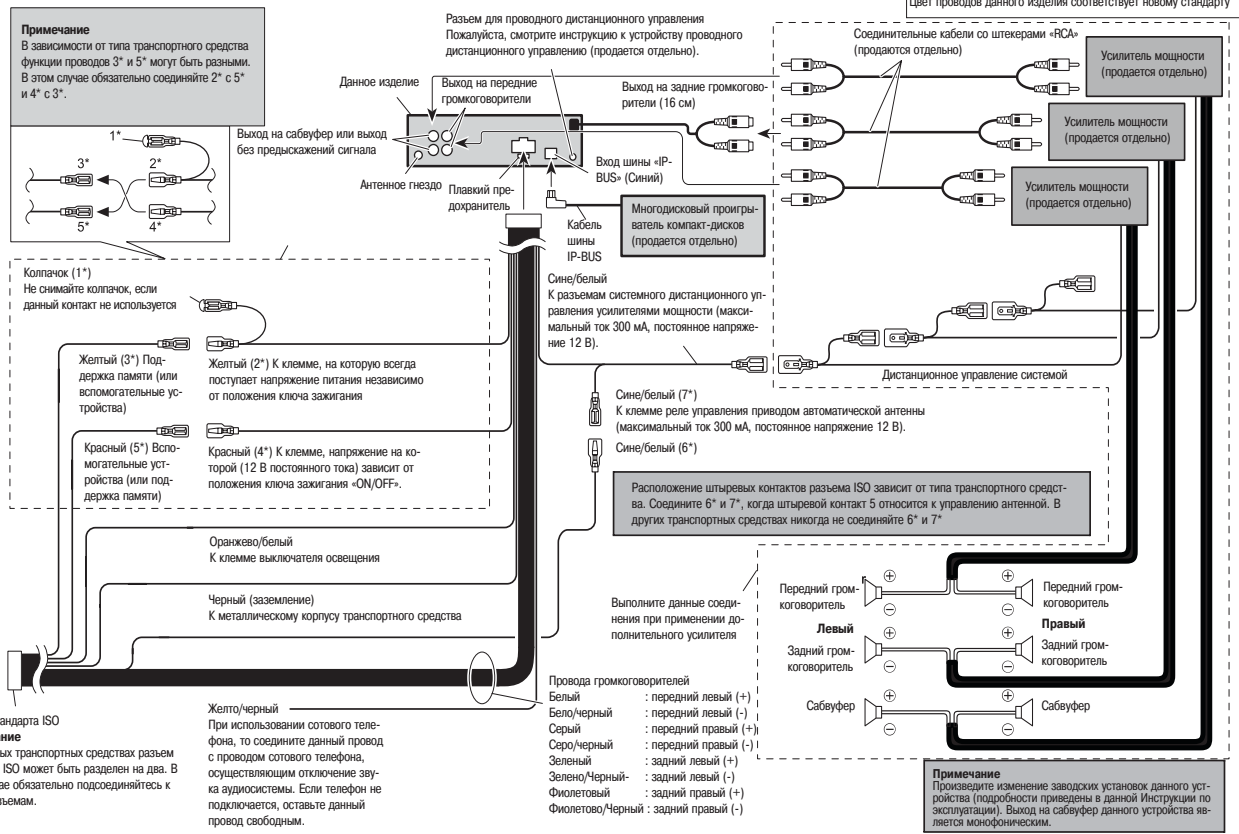 Цвет проводов данного изделия соответствует новому стандарту
Примечание
В зависимости от типа транспортного средства
функции проводов 3* и 5* могут быть разными.
В этом случае обязательно соединяйте 2* с 5*
и 4* с 3*.
1*
3*
2*
5*
4*
Разъем для проводного дистанционного управления
Пожалуйста, смотрите инструкцию к устройству проводного
дистанционного управлению (продается отдельно).
Данное изделие
Выход на передние
громкоговорители
Выход на задние громкогово-
рители (16 см)
Выход на сабвуфер или выход
без предыскажений сигнала
Антенное гнездо
Плавкий пре-
дохранитель
Вход шины «IP-
BUS» (Синий)
Кабель
шины
IP-BUS
Многодисковый проигры-
ватель компакт-дисков
(продается отдельно)
Соединительные кабели со штекерами «RCA»
(продаются отдельно)
Усилитель мощности
(продается отдельно)
Усилитель мощности
(продается отдельно)
Усилитель мощности
(продается отдельно)
Колпачок (1*)
Не снимайте колпачок, если
данный контакт не используется
Желтый (3*) Под-
держка памяти (или
вспомогательные ус-
тройства)
Желтый (2*) К клемме, на которую всегда
поступает напряжение питания независимо
от положения ключа зажигания
Красный (5*) Вспо-
могательные уст-
ройства (или под-
держка памяти)
Красный (4*) К клемме, напряжение на ко-
торой (12 В постоянного тока) зависит от
положения ключа зажигания «ON/OFF».
Сине/белый
К разъемам системного дистанционного уп-
равления усилителями мощности (макси-
мальный ток 300 мА, постоянное напряже-
ние 12 В).
Дистанционное управление системой
Сине/белый (7*)
К клемме реле управления приводом автоматической антенны
(максимальный ток 300 мА, постоянное напряжение 12 В).
Сине/белый (6*)
Расположение штыревых контактов разъема ISO зависит от типа транспортного средст-
ва. Соедините 6* и 7*, когда штыревой контакт 5 относится к управлению антенной. В
других транспортных средствах никогда не соединяйте 6* и 7*
Оранжево/белый
К клемме выключателя освещения
Черный (заземление)
К металлическому корпусу транспортного средства
Выполните данные соеди-
нения при применении до-
полнительного усилителя
Передний гром-
коговоритель
Левый
Задний гром-
коговоритель
Сабвуфер
Передний гром-
коговоритель
Правый
Задний гром-
коговоритель
Сабвуфер
андарта ISO
ние
ых транспортных средствах разъем
ISO может быть разделен на два. В
ае обязательно подсоединяйтесь к
ъемам.
Желто/черный
При использовании сотового теле-
фона, то соедините данный провод
с проводом сотового телефона,
осуществляющим отключение зву-
ка аудиосистемы. Если телефон не
подключается, оставьте данный
провод свободным.
Провода громкоговорителей
Белый : передний левый (+)
Бело/черный : передний левый (-)
Серый : передний правый (+)
Серо/черный : передний правый (-)
Зеленый : задний левый (+)
Зелено/Черный- : задний левый (-)
Фиолетовый : задний правый (+)
Фиолетово/Черный : задний правый (-)
Примечание
Произведите изменение заводских установок данного уст-
ройства (подробности приведены в данной Инструкции по
эксплуатации). Выход на сабвуфер данного устройства яв-
ляется монофоническим.